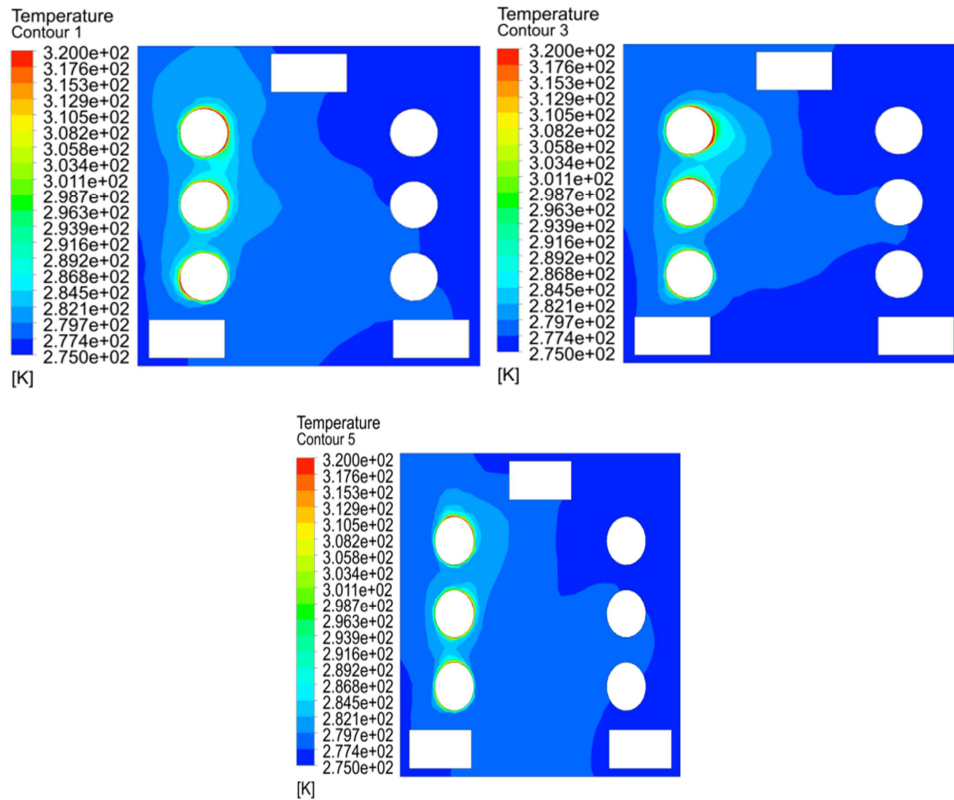 Temperature
Contour 1
3.200e+02
3.176e+02
3.153e+02
3.129e+02
3.105e+02
3.082e+02
3.058e+02
3.034e+02
3.011e+02
2.987e+02
2.963e+02
2.939e+02
2.916e+02
2.892e+02
2.868e+02
2.845e+02
2.821e+02
2.797e+02
2.774e+02
2.750e+02
[K]
Temperature
Contour 3
3.200e+02
3.176e+02
3.153e+02
3.129e+02
3.105e+02
3.082e+02
3.058e+02
3.034e+02
3.011e+02
2.987e+02
2.963e+02
2.939e+02
2.916e+02
2.892e+02
2.868e+02
2.845e+02
2.821e+02
2.797e+02
2.774e+02
2.750e+02
[K]
Temperature
Contour 5
3.200e+02
3.176e+02
3.153e+02
3.129e+02
3.105e+02
3.082e+02
3.058e+02
3.034e+02
3.011e+02
2.987e+02
2.963e+02
2.939e+02
2.916e+02
2.892e+02
2.868e+02
2.845e+02
2.821e+02
2.797e+02
2.774e+02
2.750e+02
[K]